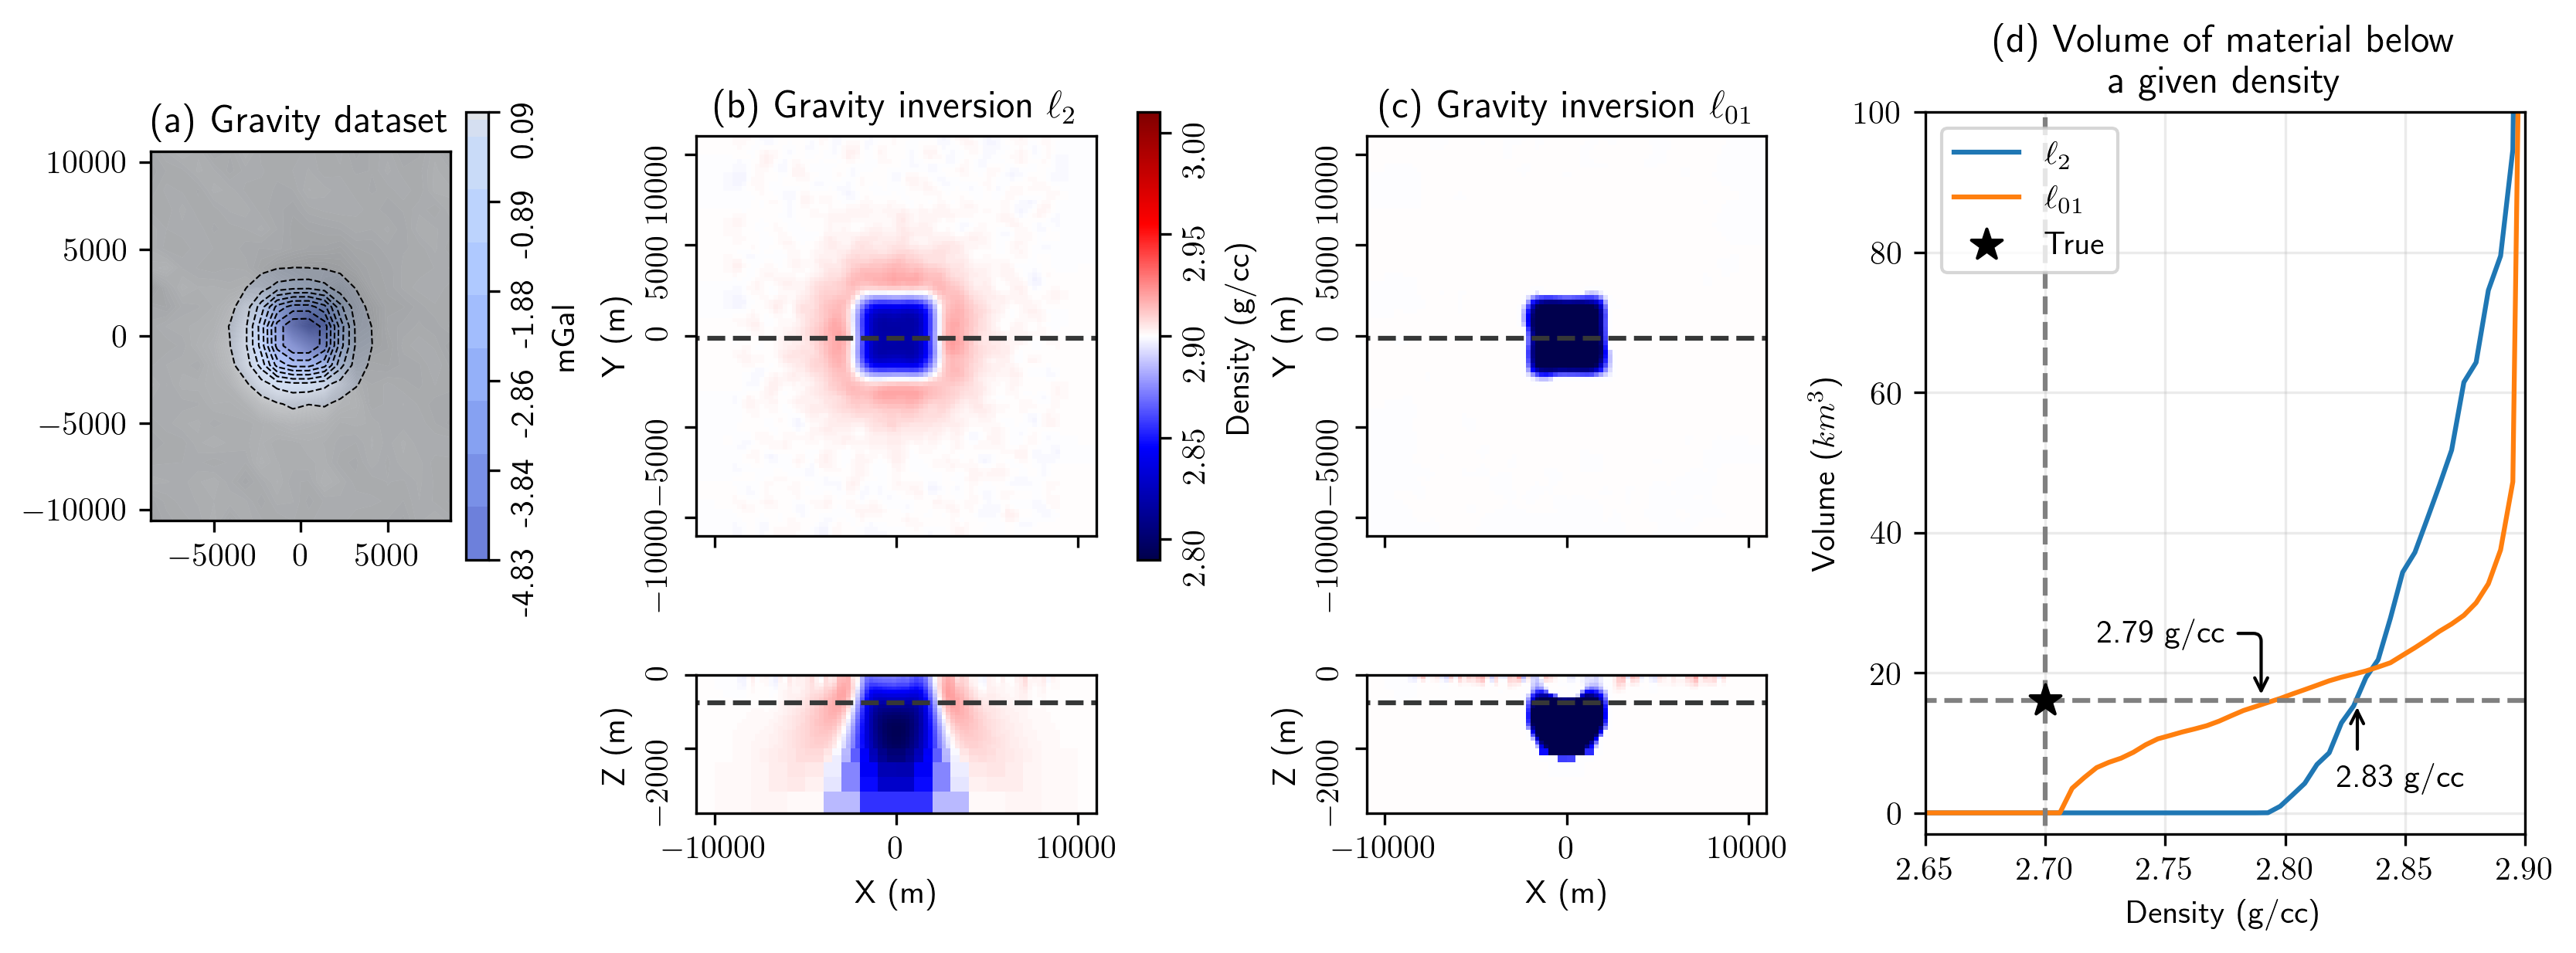 (a) Gravity dataset
10000
5000
0
−5000
−10000
−5000 0 5000
0.09
-0.89
-1.88
-2.86
-3.84
-4.83
mGal
(b) Gravity inversion ℓ2
10000
5000
0
−5000
−10000
Y (m)
3.00
2.95
2.90
2.85
2.80
Density (g/cc)
0
−2000
Z (m)
−10000 0 10000
X (m)
(c) Gravity inversion ℓ01
10000
5000
0
−5000
−10000
Y (m)
0
−2000
Z (m)
−10000 0 10000
X (m)
(d) Volume of material below
a given density
100
80
60
40
20
0
Volume (km³)
ℓ2
ℓ01
True
2.79 g/cc
2.83 g/cc
2.65 2.70 2.75 2.80 2.85 2.90
Density (g/cc)